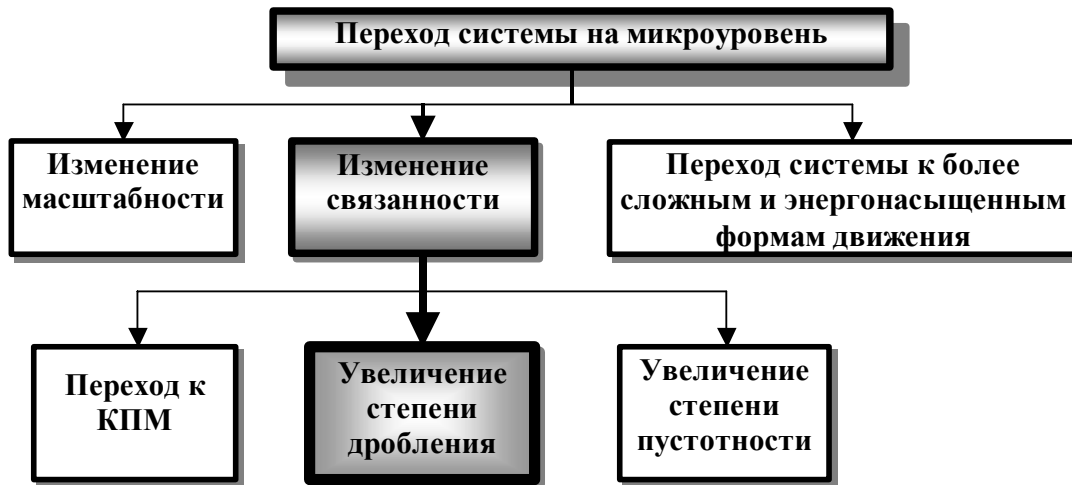 Переход системы на микроуровень
Изменение
масштабности
Изменение
связанности
Переход системы к более
сложным и энергонасыщенным
формам движения
Переход к
КПМ
Увеличение
степени
дробления
Увеличение
степени
пустотности